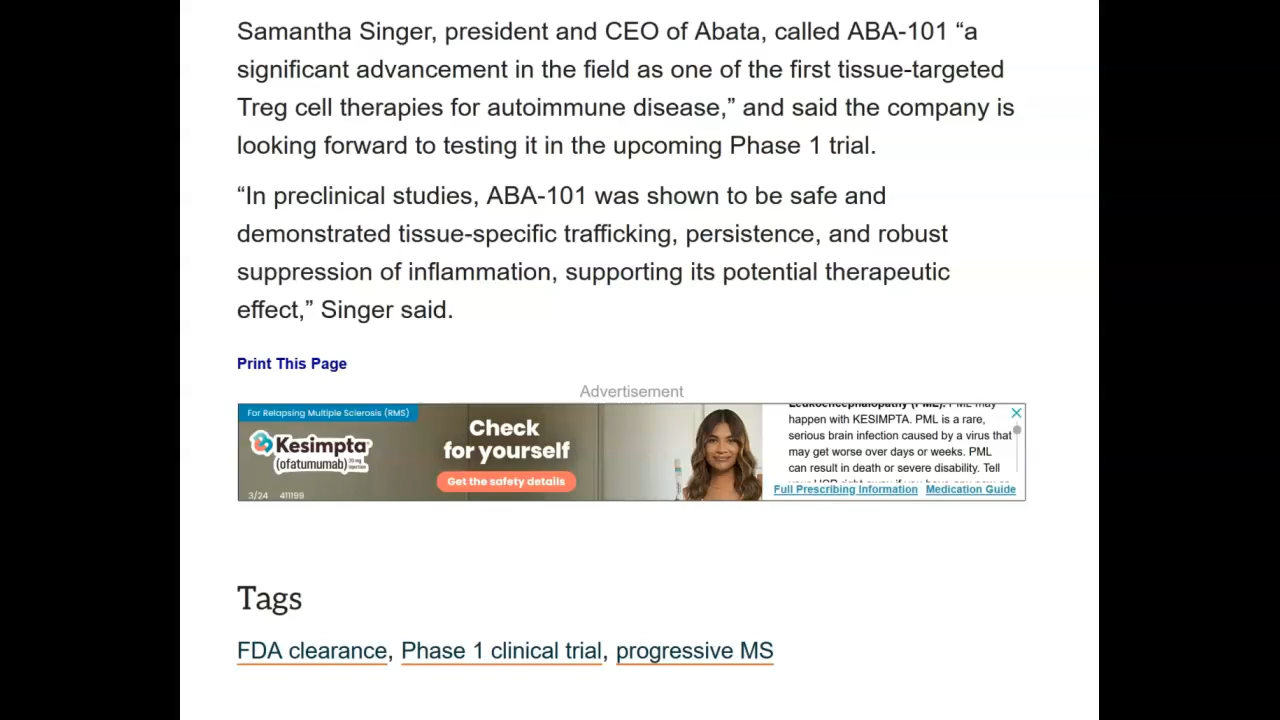 Samantha Singer, president and CEO of Abata, called ABA-101 “a
significant advancement in the field as one of the first tissue-targeted
Treg cell therapies for autoimmune disease,” and said the company is
looking forward to testing it in the upcoming Phase 1 trial.
“In preclinical studies, ABA-101 was shown to be safe and
demonstrated tissue-specific trafficking, persistence, and robust
suppression of inflammation, supporting its potential therapeutic
effect,” Singer said.
Print This Page
Advertisement
For Relapsing Multiple Sclerosis (RMS)
Kesimpta
(ofatumumab) 20 mg injection
3/24 411199
Check
for yourself
Get the safety details
Leukoencephalopathy (PML). PML may
happen with KESIMPTA. PML is a rare,
serious brain infection caused by a virus that
may get worse over days or weeks. PML
can result in death or severe disability. Tell
Full Prescribing Information Medication Guide
Tags
FDA clearance, Phase 1 clinical trial, progressive MS